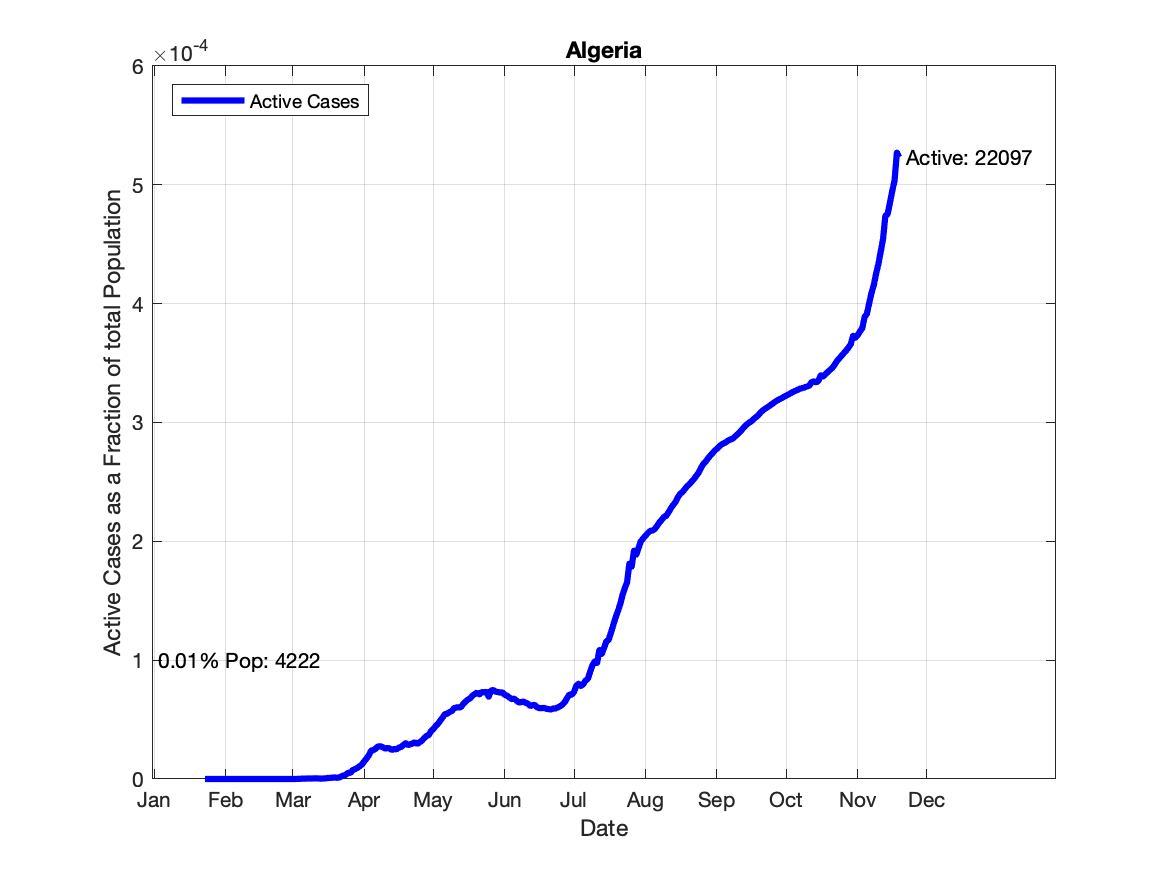 Algeria
×10-4
Active Cases
Active: 22097
0.01% Pop: 4222
6
5
4
3
2
1
0
Active Cases as a Fraction of total Population
Jan Feb Mar Apr May Jun Jul Aug Sep Oct Nov Dec
Date